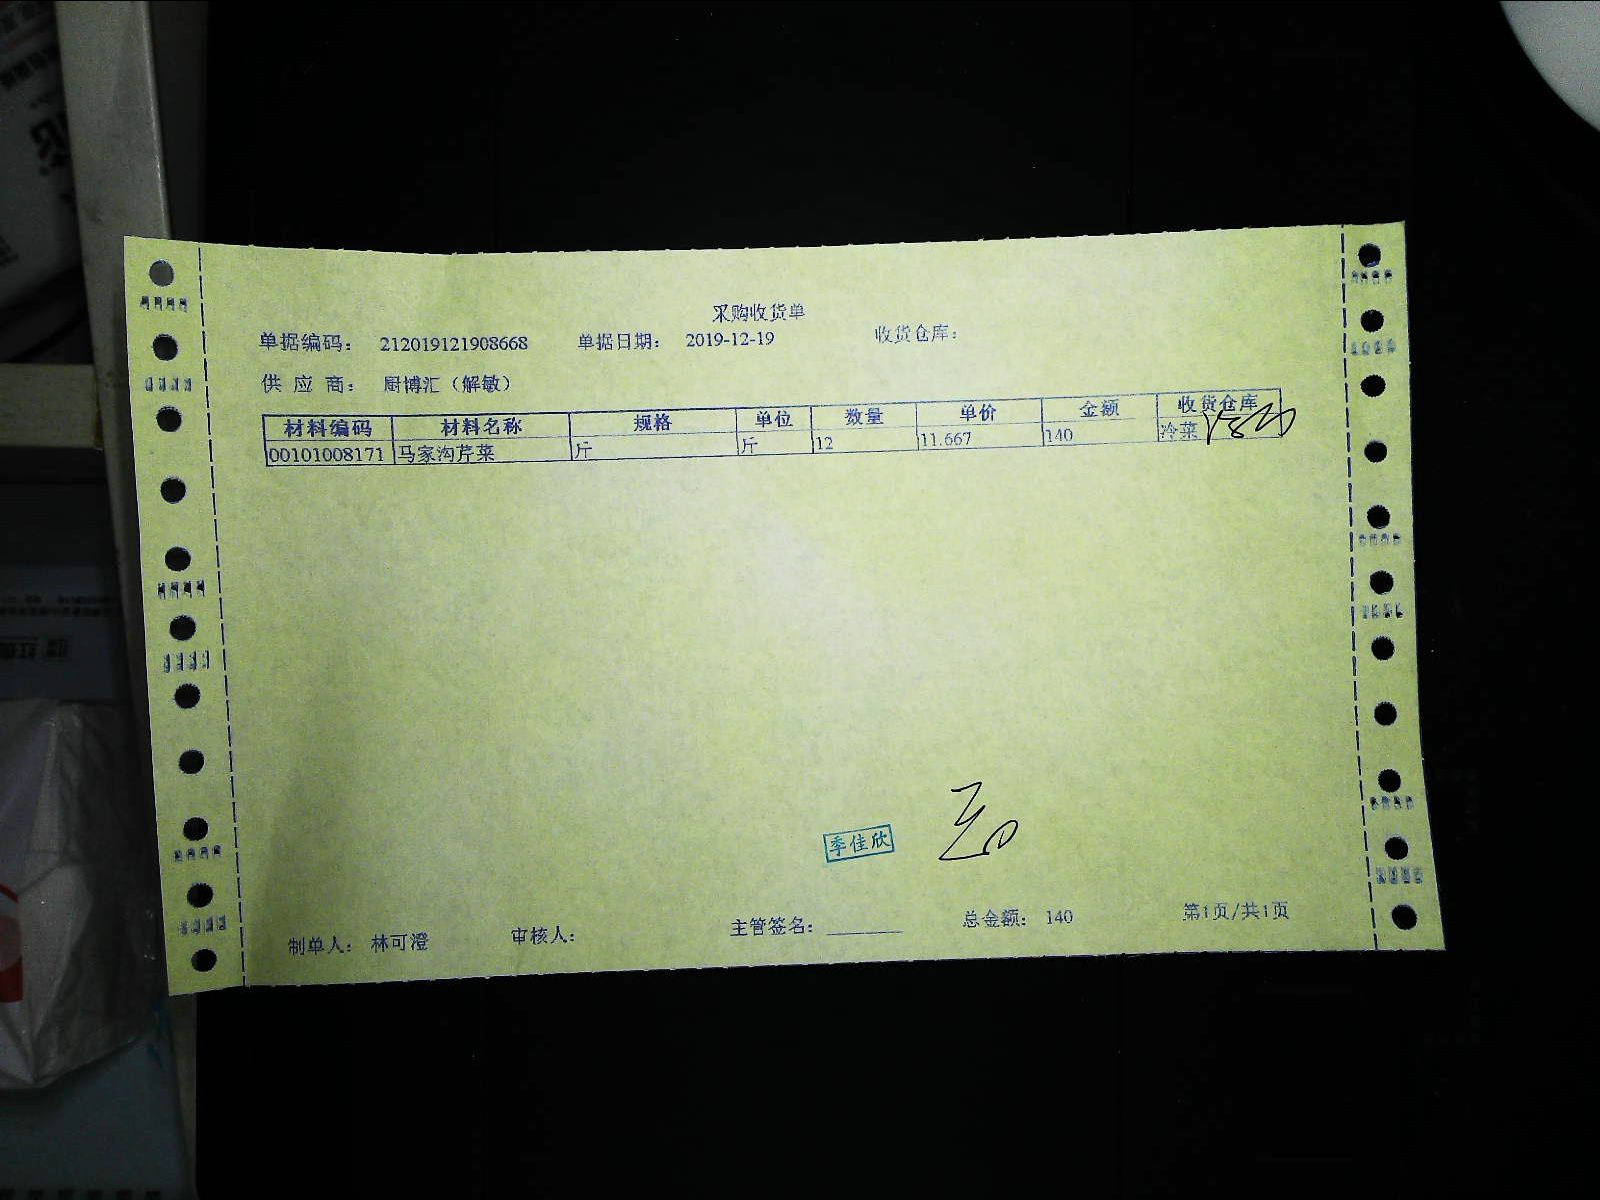 采购收货单
单据编码： 212019121908668 单据日期： 2019-12-19 收货仓库：
供 应 商： 厨博汇（解敏）
材料编码 材料名称 规格 单位 数量 单价 金额 收货仓库
00101008171 马家沟芹菜 斤 斤 12 11.667 140 冷菜
季佳欣
制单人： 林可澄 审核人： 主管签名： ________ 总金额： 140 第1页/共1页